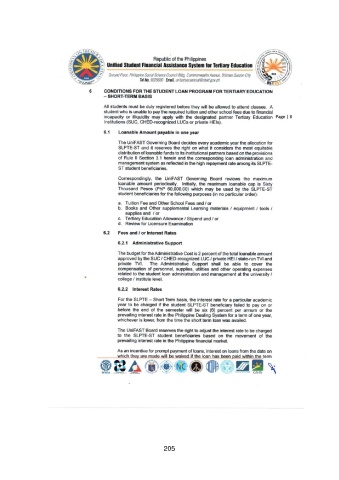 Republic of the Philippines
Unified Student Financial Assistance System for Tertiary Education
6 CONDITIONS FOR THE STUDENT LOAN PROGRAM FOR TERTIARY EDUCATION
– SHORT-TERM BASIS
All students must be duly registered before they will be allowed to attend classes. A
student who is unable to pay the required tuition and other school fees due to financial
incapacity or illiquidity may apply with the designated partner Tertiary Education Page | 8
Institutions (SUC, CHED-recognized LUCs or private HEIs).
6.1 Loanable Amount payable in one year
The UniFAST Governing Board decides every academic year the allocation for
SLPTE-ST and it reserves the right on what it considers the most equitable
distribution of loanable funds to its institutional partners based on the provisions
of Rule II Section 3.1 herein and the corresponding loan administration and
management system as reflected in the high repayment rate among its SLPTE-
ST student beneficiaries.
Correspondingly, the UniFAST Governing Board reviews the maximum
loanable amount periodically. Initially, the maximum loanable cap is Sixty
Thousand Pesos (PhP 60,000.00) which may be used by the SLPTE-ST
student beneficiaries for the following purposes (in no particular order):
a. Tuition Fee and Other School Fees and / or
b. Books and Other supplemental Learning materials / equipment / tools /
supplies and / or
c. Tertiary Education Allowance / Stipend and / or
d. Review for Licensure Examination
6.2 Fees and / or Interest Rates
6.2.1 Administrative Support
The budget for the Administrative Cost is 2 percent of the total loanable amount
approved by the SUC / CHED-recognized LUC / private HEI / state-run TVI and
private TVI. The Administrative Support shall be able to cover the
compensation of personnel, supplies, utilities and other operating expenses
related to the student loan administration and management at the university /
college / institute level.
6.2.2 Interest Rates
For the SLPTE – Short Term basis, the interest rate for a particular academic
year to be charged if the student SLPTE-ST beneficiary failed to pay on or
before the end of the semester will be six (6) percent per annum or the
prevailing interest rate in the Philippine Dealing System for a term of one year,
whichever is lower, from the time the short term loan was availed.
The UniFAST Board reserves the right to adjust the interest rate to be charged
to the SLPTE-ST student beneficiaries based on the movement of the
prevailing interest rate in the Philippine financial market.
As an incentive for prompt payment of loans, interest on loans from the date on
which they are made will be waived if the loan has been paid within the term
205